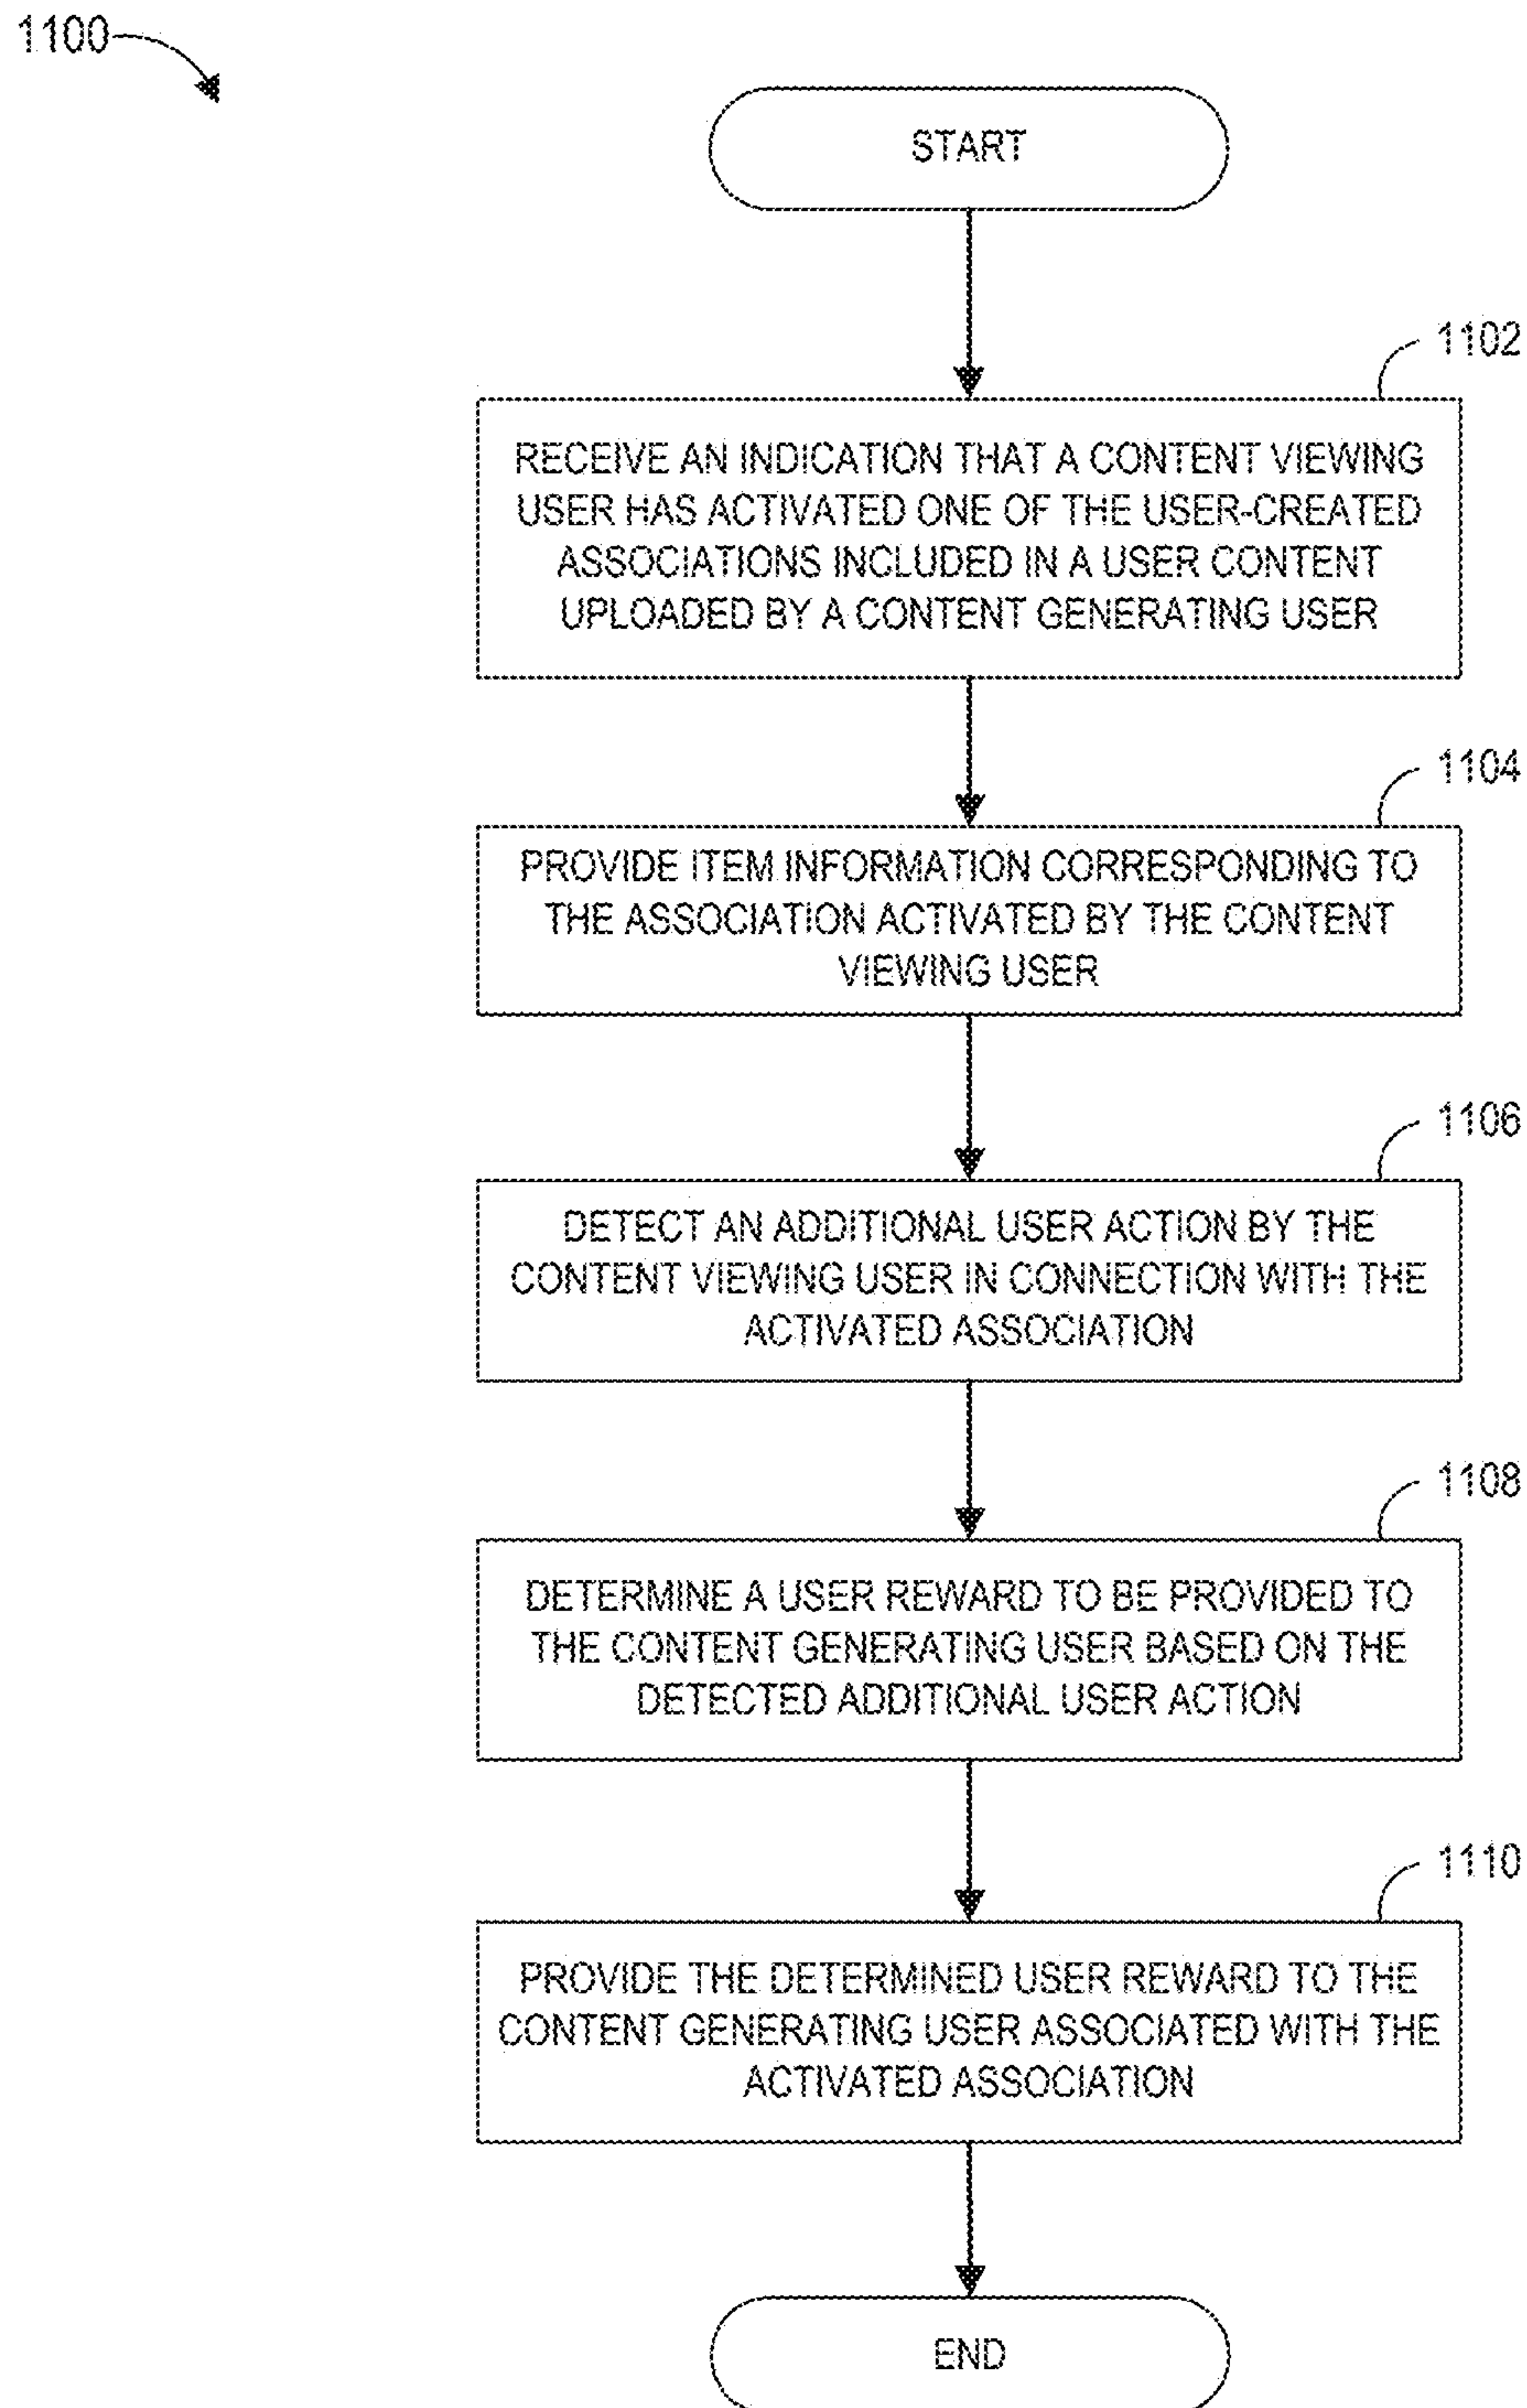 1100
START
1102
RECEIVE AN INDICATION THAT A CONTENT VIEWING
USER HAS ACTIVATED ONE OF THE USER-CREATED
ASSOCIATIONS INCLUDED IN A USER CONTENT
UPLOADED BY A CONTENT GENERATING USER
1104
PROVIDE ITEM INFORMATION CORRESPONDING TO
THE ASSOCIATION ACTIVATED BY THE CONTENT
VIEWING USER
1106
DETECT AN ADDITIONAL USER ACTION BY THE
CONTENT VIEWING USER IN CONNECTION WITH THE
ACTIVATED ASSOCIATION
1108
DETERMINE A USER REWARD TO BE PROVIDED TO
THE CONTENT GENERATING USER BASED ON THE
DETECTED ADDITIONAL USER ACTION
1110
PROVIDE THE DETERMINED USER REWARD TO THE
CONTENT GENERATING USER ASSOCIATED WITH THE
ACTIVATED ASSOCIATION
END